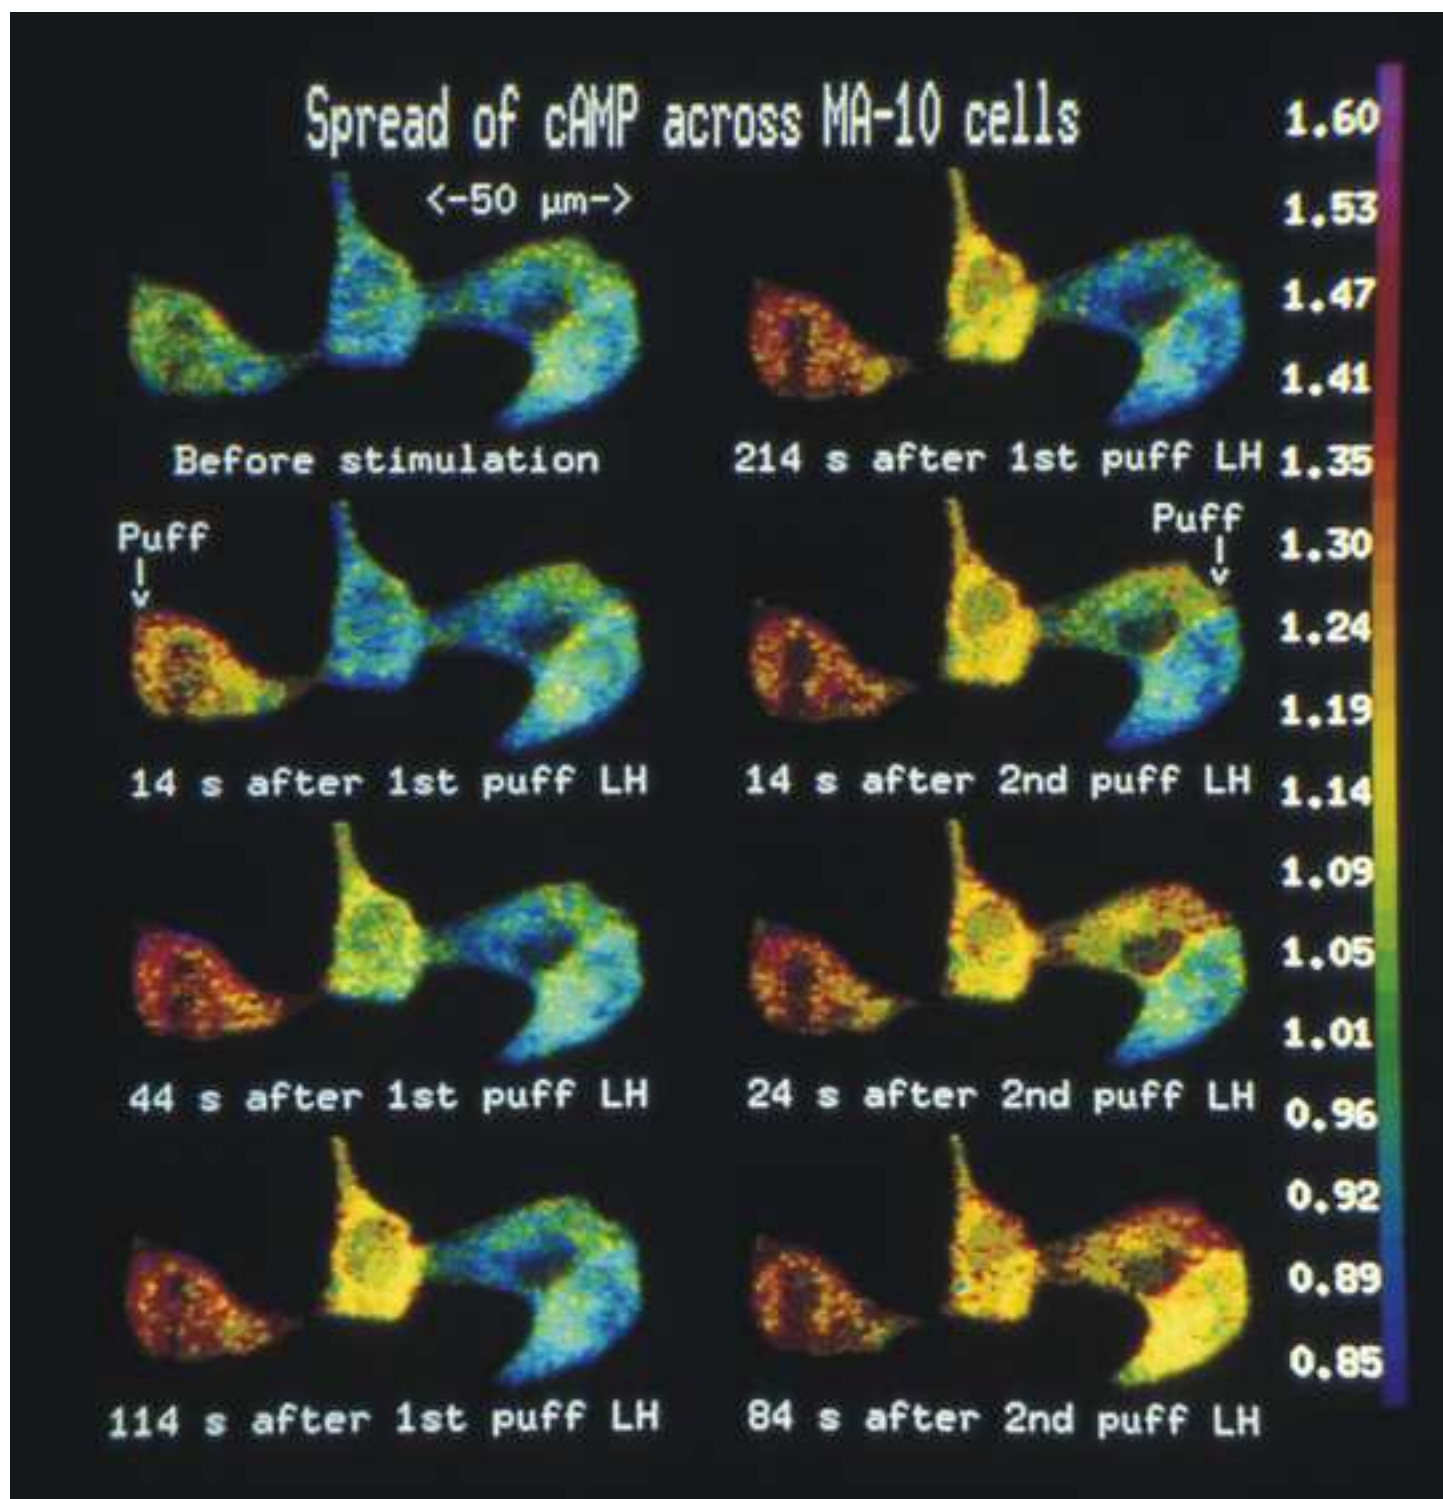 Spread of cAMP across MA-10 cells
<-50 µm->
Before stimulation
214 s after 1st puff LH
Puff
14 s after 1st puff LH
Puff
14 s after 2nd puff LH
44 s after 1st puff LH
24 s after 2nd puff LH
114 s after 1st puff LH
84 s after 2nd puff LH
1.60
1.53
1.47
1.41
1.35
1.30
1.24
1.19
1.14
1.09
1.05
1.01
0.96
0.92
0.89
0.85